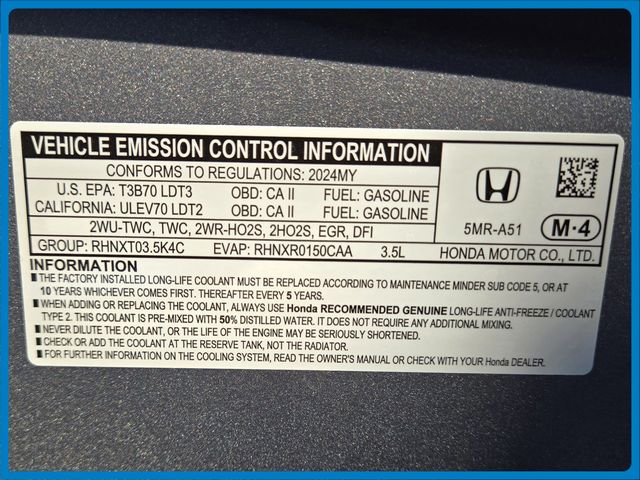 VEHICLE EMISSION CONTROL INFORMATION
CONFORMS TO REGULATIONS: 2024MY
U.S. EPA: T3B70 LDT3 OBD: CA II FUEL: GASOLINE
CALIFORNIA: ULEV70 LDT2 OBD: CA II FUEL: GASOLINE
2WU-TWC, TWC, 2WR-HO2S, 2HO2S, EGR, DFI
GROUP: RHNXT03.5K4C EVAP: RHNXR0150CAA 3.5L
5MR-A51 M-4
HONDA MOTOR CO., LTD.
INFORMATION
■ THE FACTORY INSTALLED LONG-LIFE COOLANT MUST BE REPLACED ACCORDING TO MAINTENANCE MINDER SUB CODE 5, OR AT
10 YEARS WHICHEVER COMES FIRST. THEREAFTER EVERY 5 YEARS.
■ WHEN ADDING OR REPLACING THE COOLANT, ALWAYS USE Honda RECOMMENDED GENUINE LONG-LIFE ANTI-FREEZE / COOLANT
TYPE 2. THIS COOLANT IS PRE-MIXED WITH 50% DISTILLED WATER. IT DOES NOT REQUIRE ANY ADDITIONAL MIXING.
■ NEVER DILUTE THE COOLANT, OR THE LIFE OF THE ENGINE MAY BE SERIOUSLY SHORTENED.
■ CHECK AND ADD COOLANT AT THE RESERVE TANK, NOT THE RADIATOR.
■ FOR FURTHER INFORMATION ON THE COOLING SYSTEM, READ THE OWNER'S MANUAL OR CHECK WITH YOUR Honda DEALER.